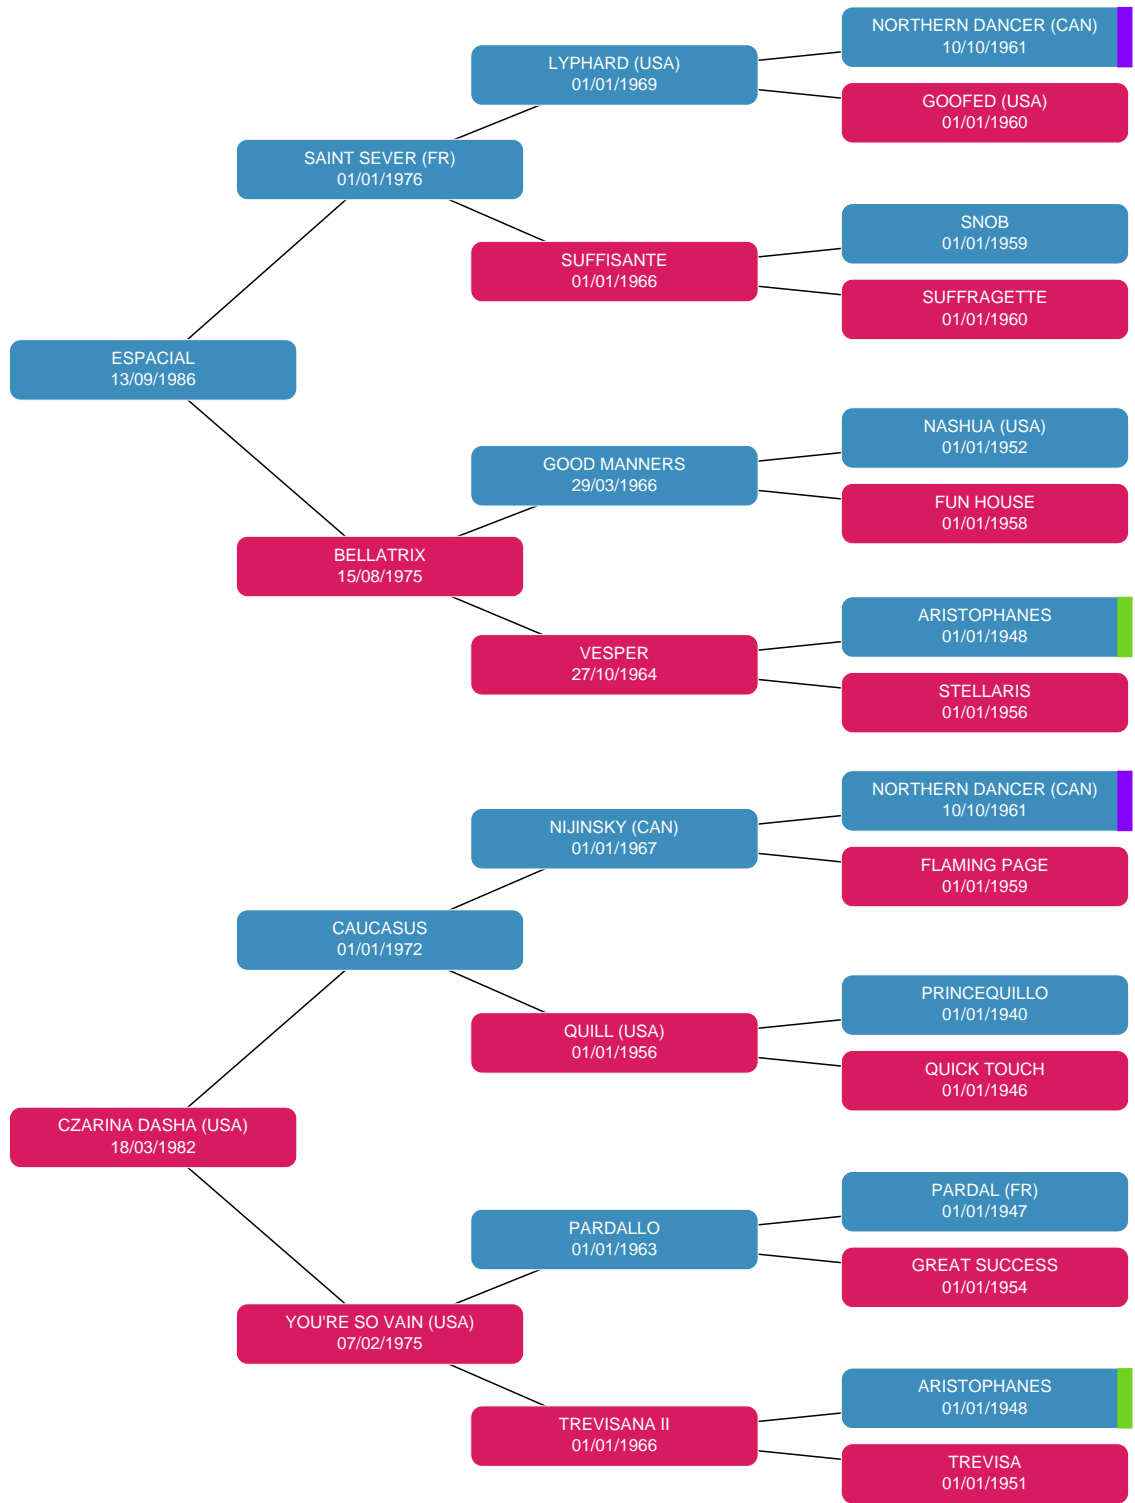 NORTHERN DANCER (CAN)
10/10/1961
LYPHARD (USA)
01/01/1969
GOOFED (USA)
01/01/1960
SAINT SEVER (FR)
01/01/1976
SNOB
01/01/1959
SUFFISANTE
01/01/1966
SUFFRAGETTE
01/01/1960
ESPACIAL
13/09/1986
NASHUA (USA)
01/01/1952
GOOD MANNERS
29/03/1966
FUN HOUSE
01/01/1958
BELLATRIX
15/08/1975
ARISTOPHANES
01/01/1948
VESPER
27/10/1964
STELLARIS
01/01/1956
NORTHERN DANCER (CAN)
10/10/1961
NIJINSKY (CAN)
01/01/1967
FLAMING PAGE
01/01/1959
CAUCASUS
01/01/1972
PRINCEQUILLO
01/01/1940
QUILL (USA)
01/01/1956
QUICK TOUCH
01/01/1946
CZARINA DASHA (USA)
18/03/1982
PARDAL (FR)
01/01/1947
PARDALLO
01/01/1963
GREAT SUCCESS
01/01/1954
YOU'RE SO VAIN (USA)
07/02/1975
ARISTOPHANES
01/01/1948
TREVISANA II
01/01/1966
TREVISA
01/01/1951